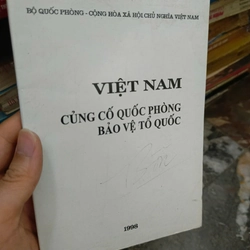 BỘ QUỐC PHÒNG - CỘNG HÒA XÃ HỘI CHỦ NGHĨA VIỆT NAM
VIỆT NAM
CỦNG CỐ QUỐC PHÒNG
BẢO VỆ TỔ QUỐC
1998